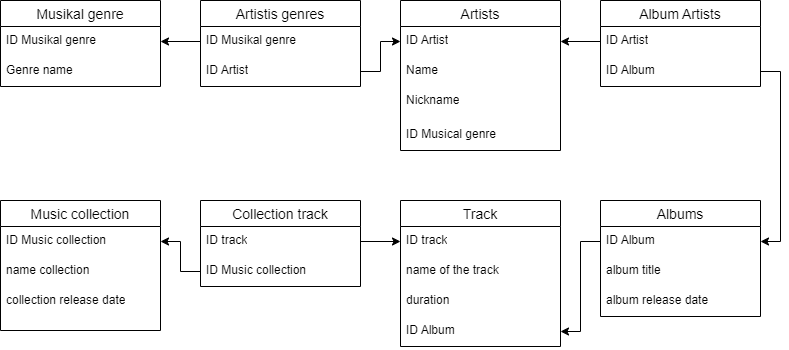 Musikal genre
ID Musikal genre
Genre name
Artistis genres
ID Musikal genre
ID Artist
Artists
ID Artist
Name
Nickname
ID Musical genre
Album Artists
ID Artist
ID Album
Music collection
ID Music collection
name collection
collection release date
Collection track
ID track
ID Music collection
Track
ID track
name of the track
duration
ID Album
Albums
ID Album
album title
album release date